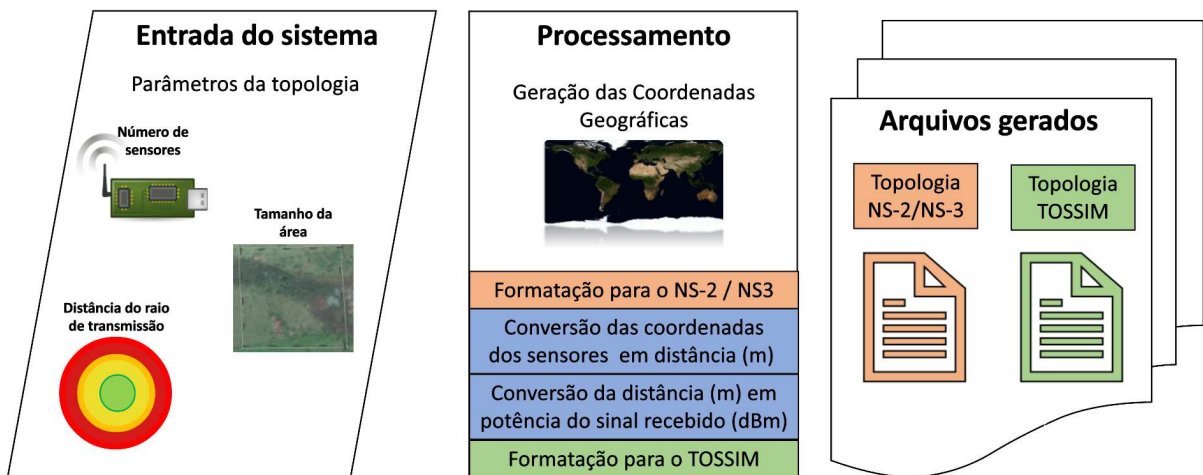 Entrada do sistema
Parâmetros da topologia
Número de
sensores
Tamanho da
área
Distância do raio
de transmissão
Processamento
Geração das Coordenadas
Geográficas
Formatação para o NS-2 / NS3
Conversão das coordenadas
dos sensores em distância (m)
Conversão da distância (m) em
potência do sinal recebido (dBm)
Formatação para o TOSSIM
Arquivos gerados
Topologia
NS-2/NS-3
Topologia
TOSSIM